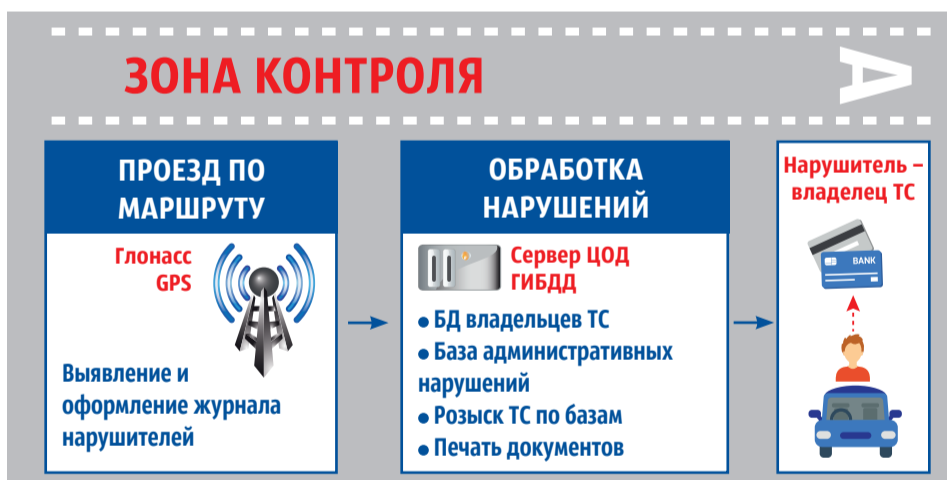 ЗОНА КОНТРОЛЯ
А
ПРОЕЗД ПО
МАРШРУТУ
Глонасс
GPS
Выявление и
оформление журнала
нарушителей
ОБРАБОТКА
НАРУШЕНИЙ
Сервер ЦОД
ГИБДД
• БД владельцев ТС
• База административных
нарушений
• Розыск ТС по базам
• Печать документов
Нарушитель –
владелец ТС
BANK